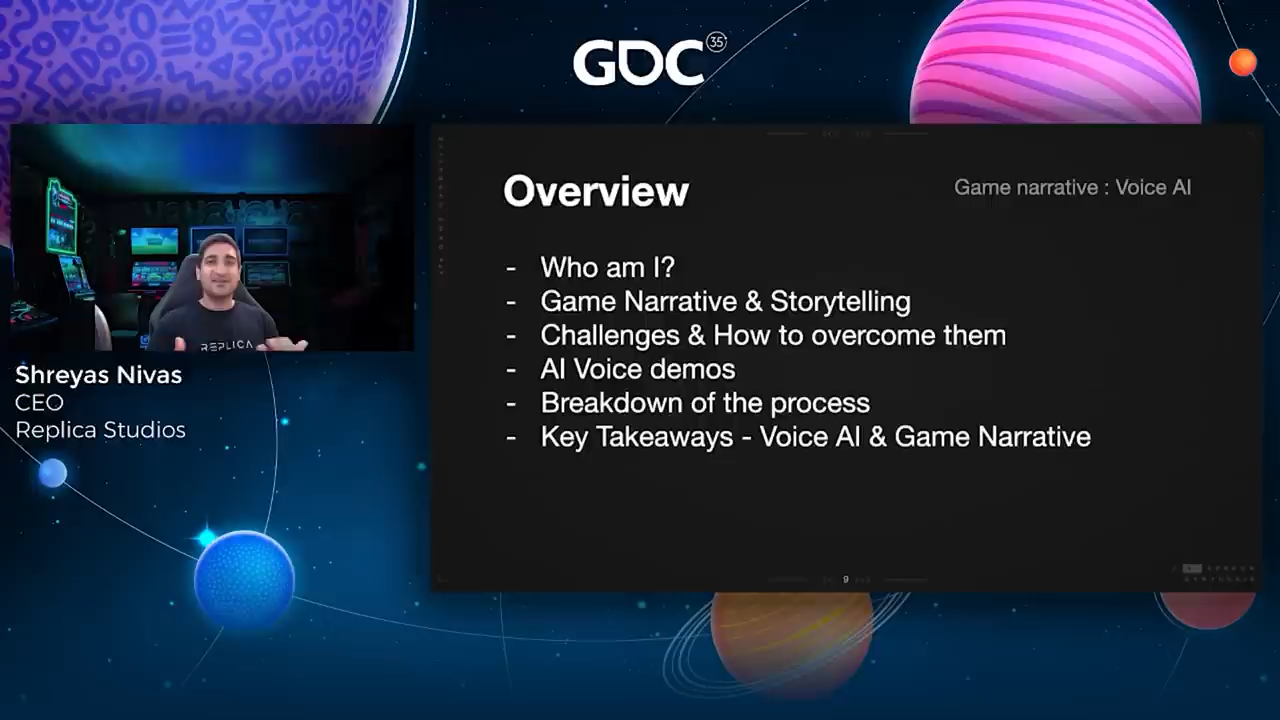 GDC 35
Overview
Game narrative : Voice AI
- Who am I?
- Game Narrative & Storytelling
- Challenges & How to overcome them
- AI Voice demos
- Breakdown of the process
- Key Takeaways - Voice AI & Game Narrative
REPLICA
Shreyas Nivas
CEO
Replica Studios
9